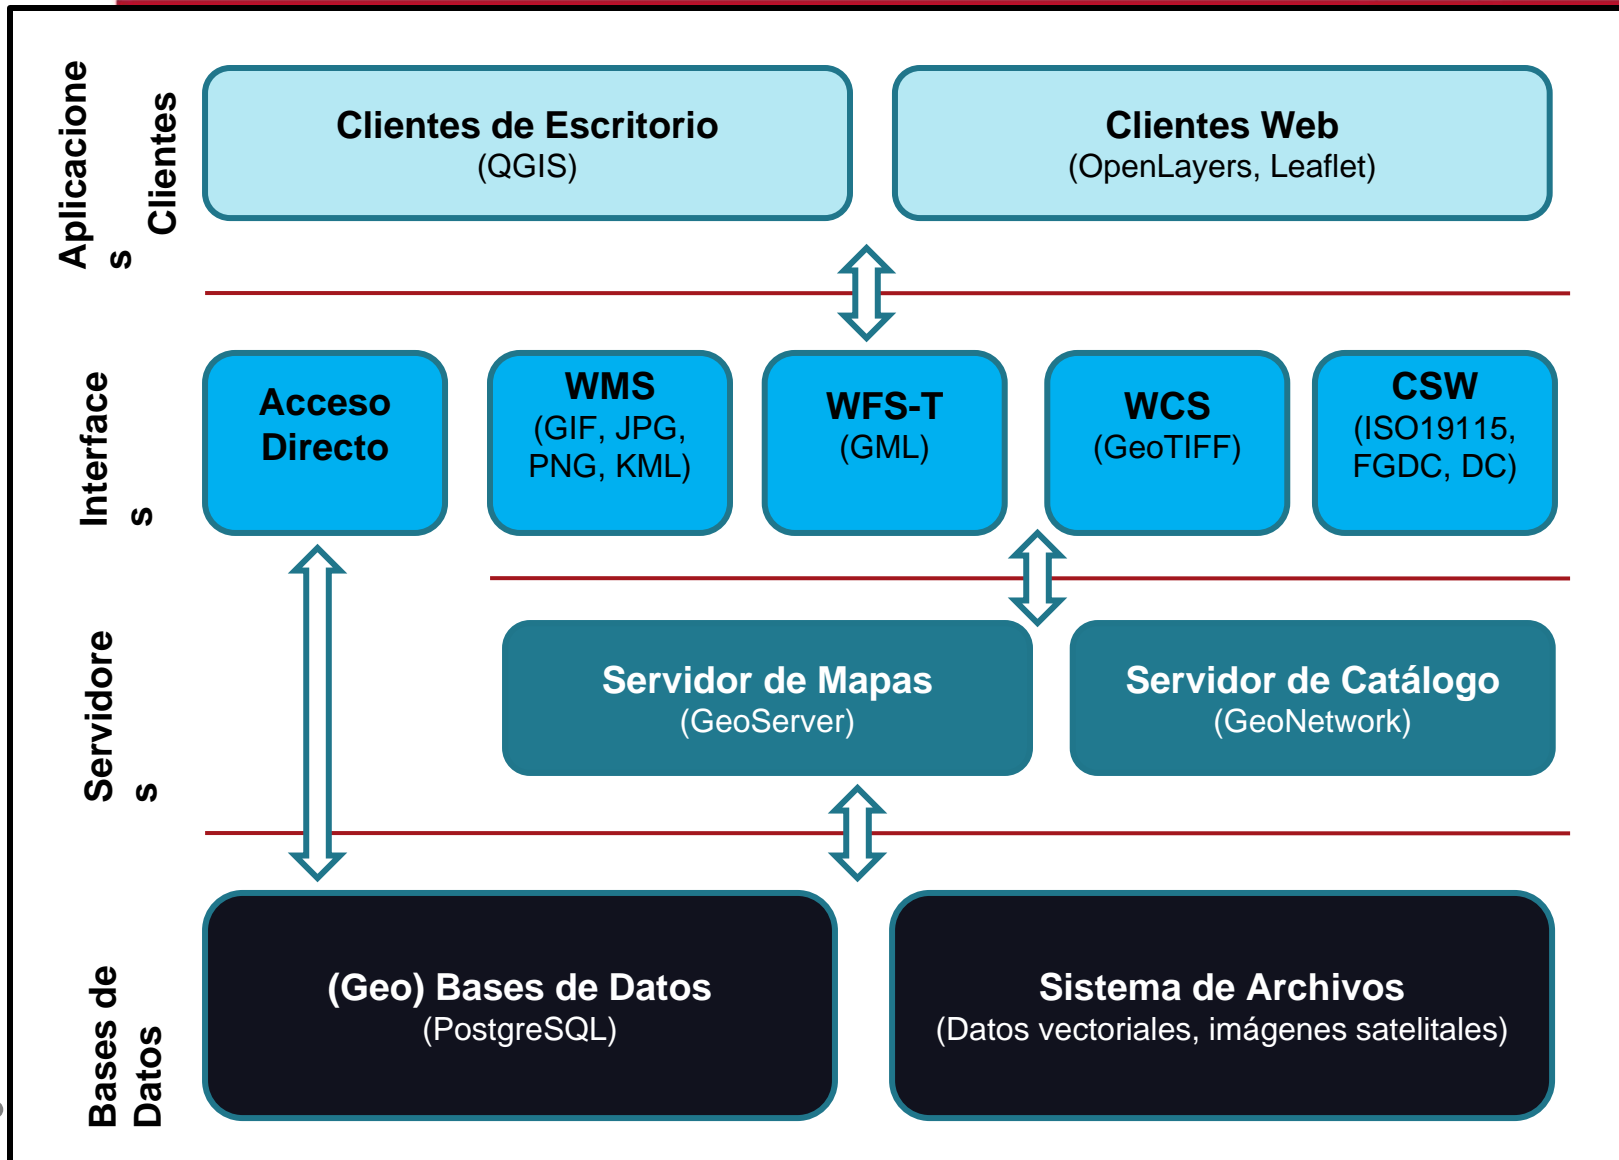 Aplicacione
s
Clientes
Clientes de Escritorio
(QGIS)
Clientes Web
(OpenLayers, Leaflet)
Interface
s
Acceso
Directo
WMS
(GIF, JPG,
PNG, KML)
WFS-T
(GML)
WCS
(GeoTIFF)
CSW
(ISO19115,
FGDC, DC)
Servidore
s
Servidor de Mapas
(GeoServer)
Servidor de Catálogo
(GeoNetwork)
Bases de
Datos
(Geo) Bases de Datos
(PostgreSQL)
Sistema de Archivos
(Datos vectoriales, imágenes satelitales)